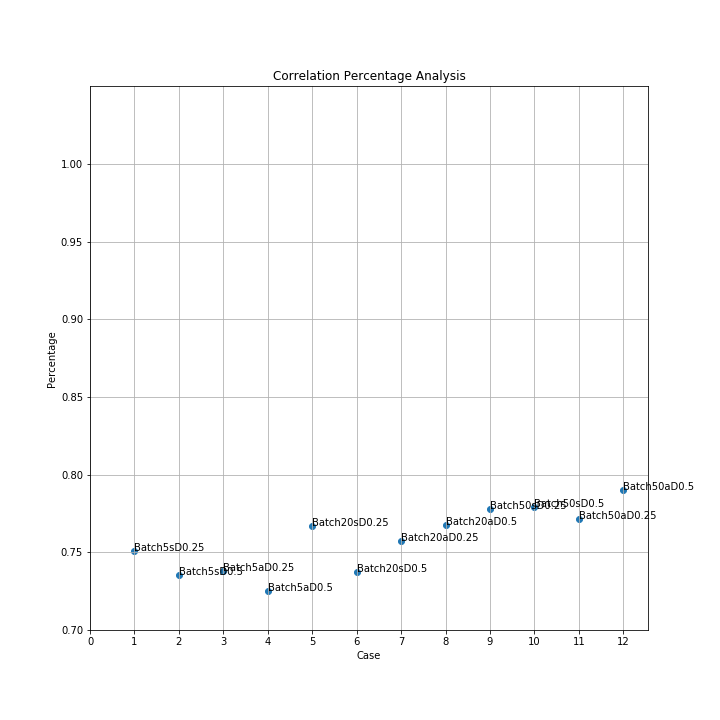 Correlation Percentage Analysis
1.00
0.95
0.90
0.85
0.80
0.75
0.70
Percentage
Batch5sD0.25
Batch5sD0.5
Batch5aD0.25
Batch5aD0.5
Batch20sD0.25
Batch20sD0.5
Batch20aD0.25
Batch20aD0.5
Batch50sD0.25
Batch50sD0.5
Batch50aD0.25
Batch50aD0.5
0 1 2 3 4 5 6 7 8 9 10 11 12
Case